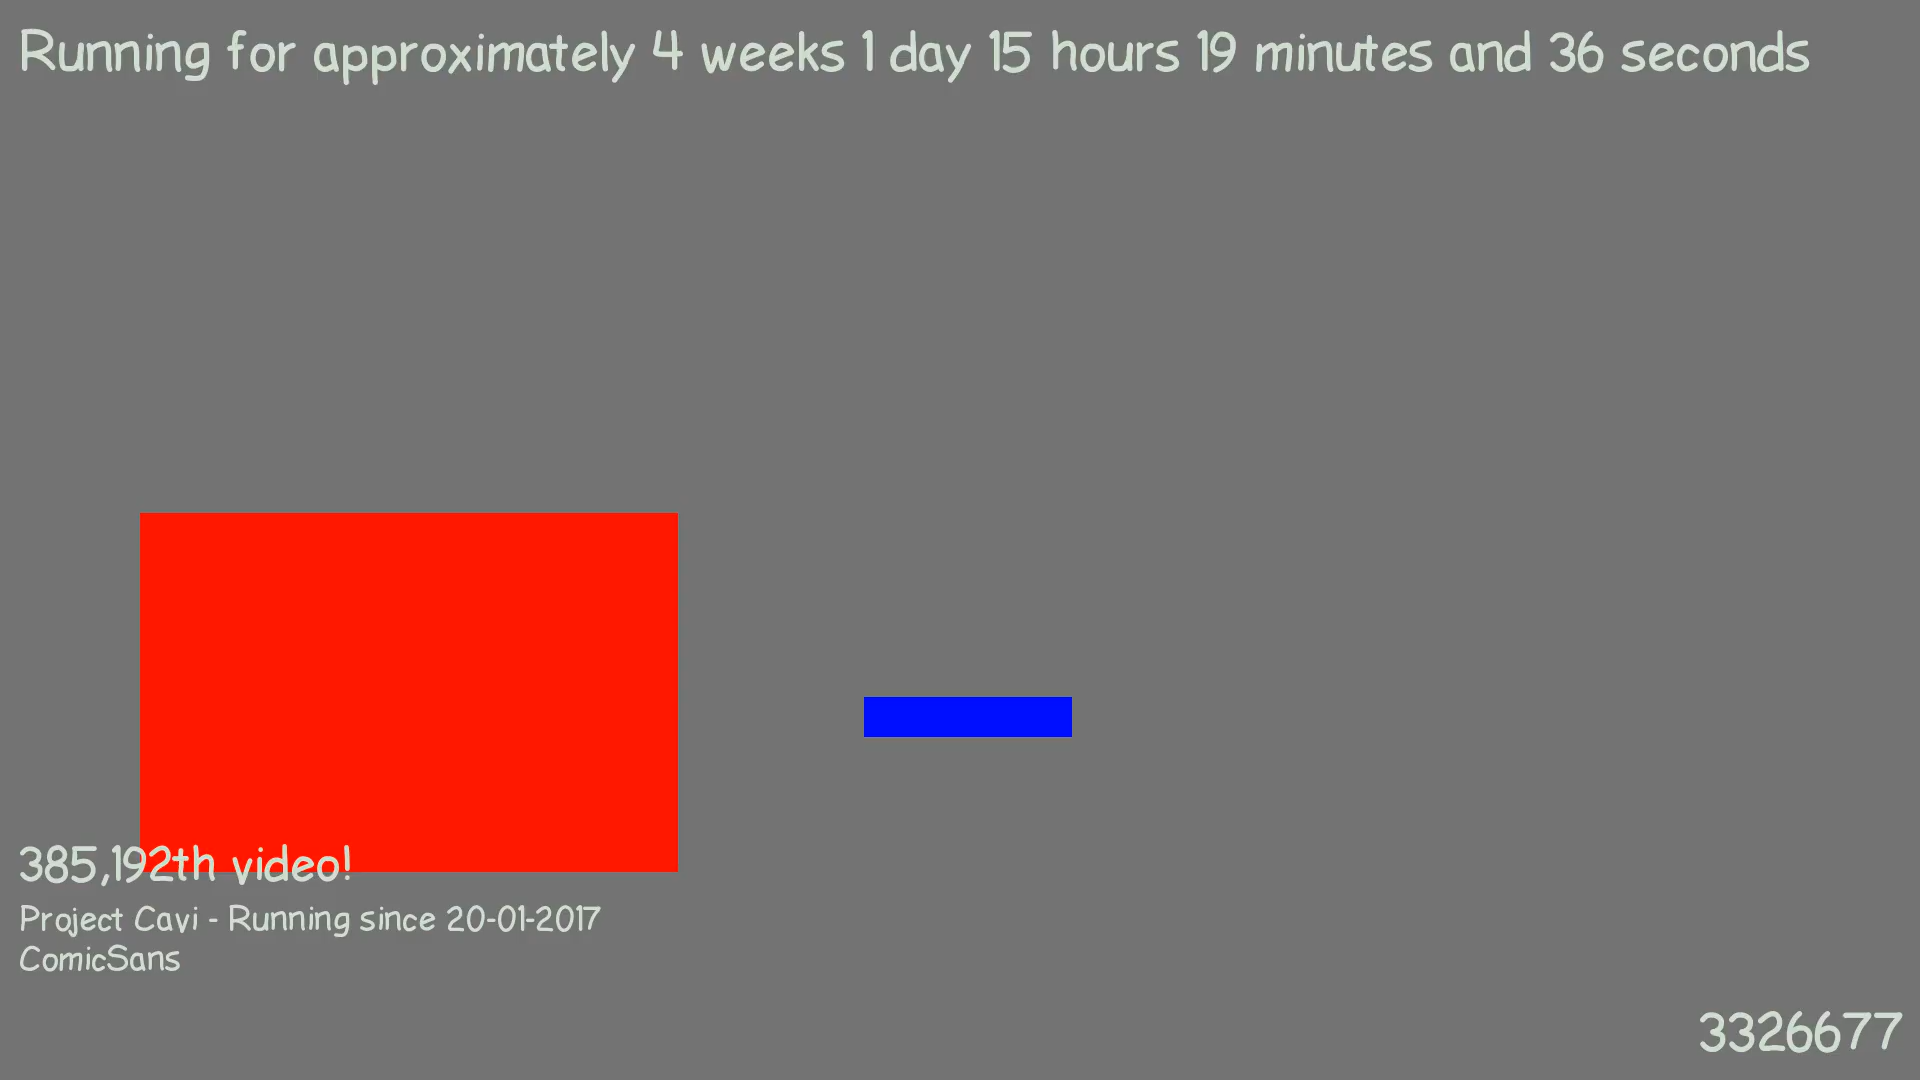 Running for approximately 4 weeks 1 day 15 hours 19 minutes and 36 seconds
385,192th video!
Project Cavi - Running since 20-01-2017
ComicSans
3326677